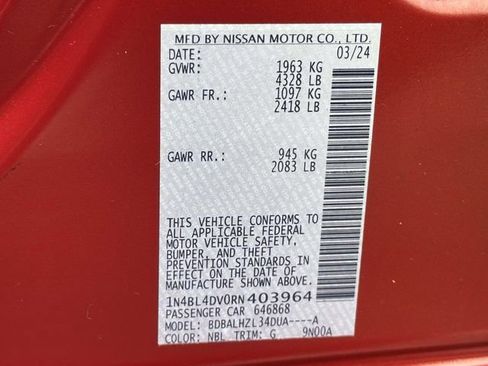 MFD BY NISSAN MOTOR CO., LTD.
DATE: 03/24
GVWR: 1963 KG
4328 LB
GAWR FR.: 1097 KG
2418 LB
GAWR RR.: 945 KG
2083 LB
THIS VEHICLE CONFORMS TO
ALL APPLICABLE FEDERAL
MOTOR VEHICLE SAFETY,
BUMPER, AND THEFT
PREVENTION STANDARDS
IN EFFECT ON THE DATE OF
MANUFACTURE SHOWN ABOVE.
1N4BL4DV0RN403964
PASSENGER CAR 646868
MODEL: BDBALHZL34DUA----A
COLOR: NBL TRIM: G 9N00A